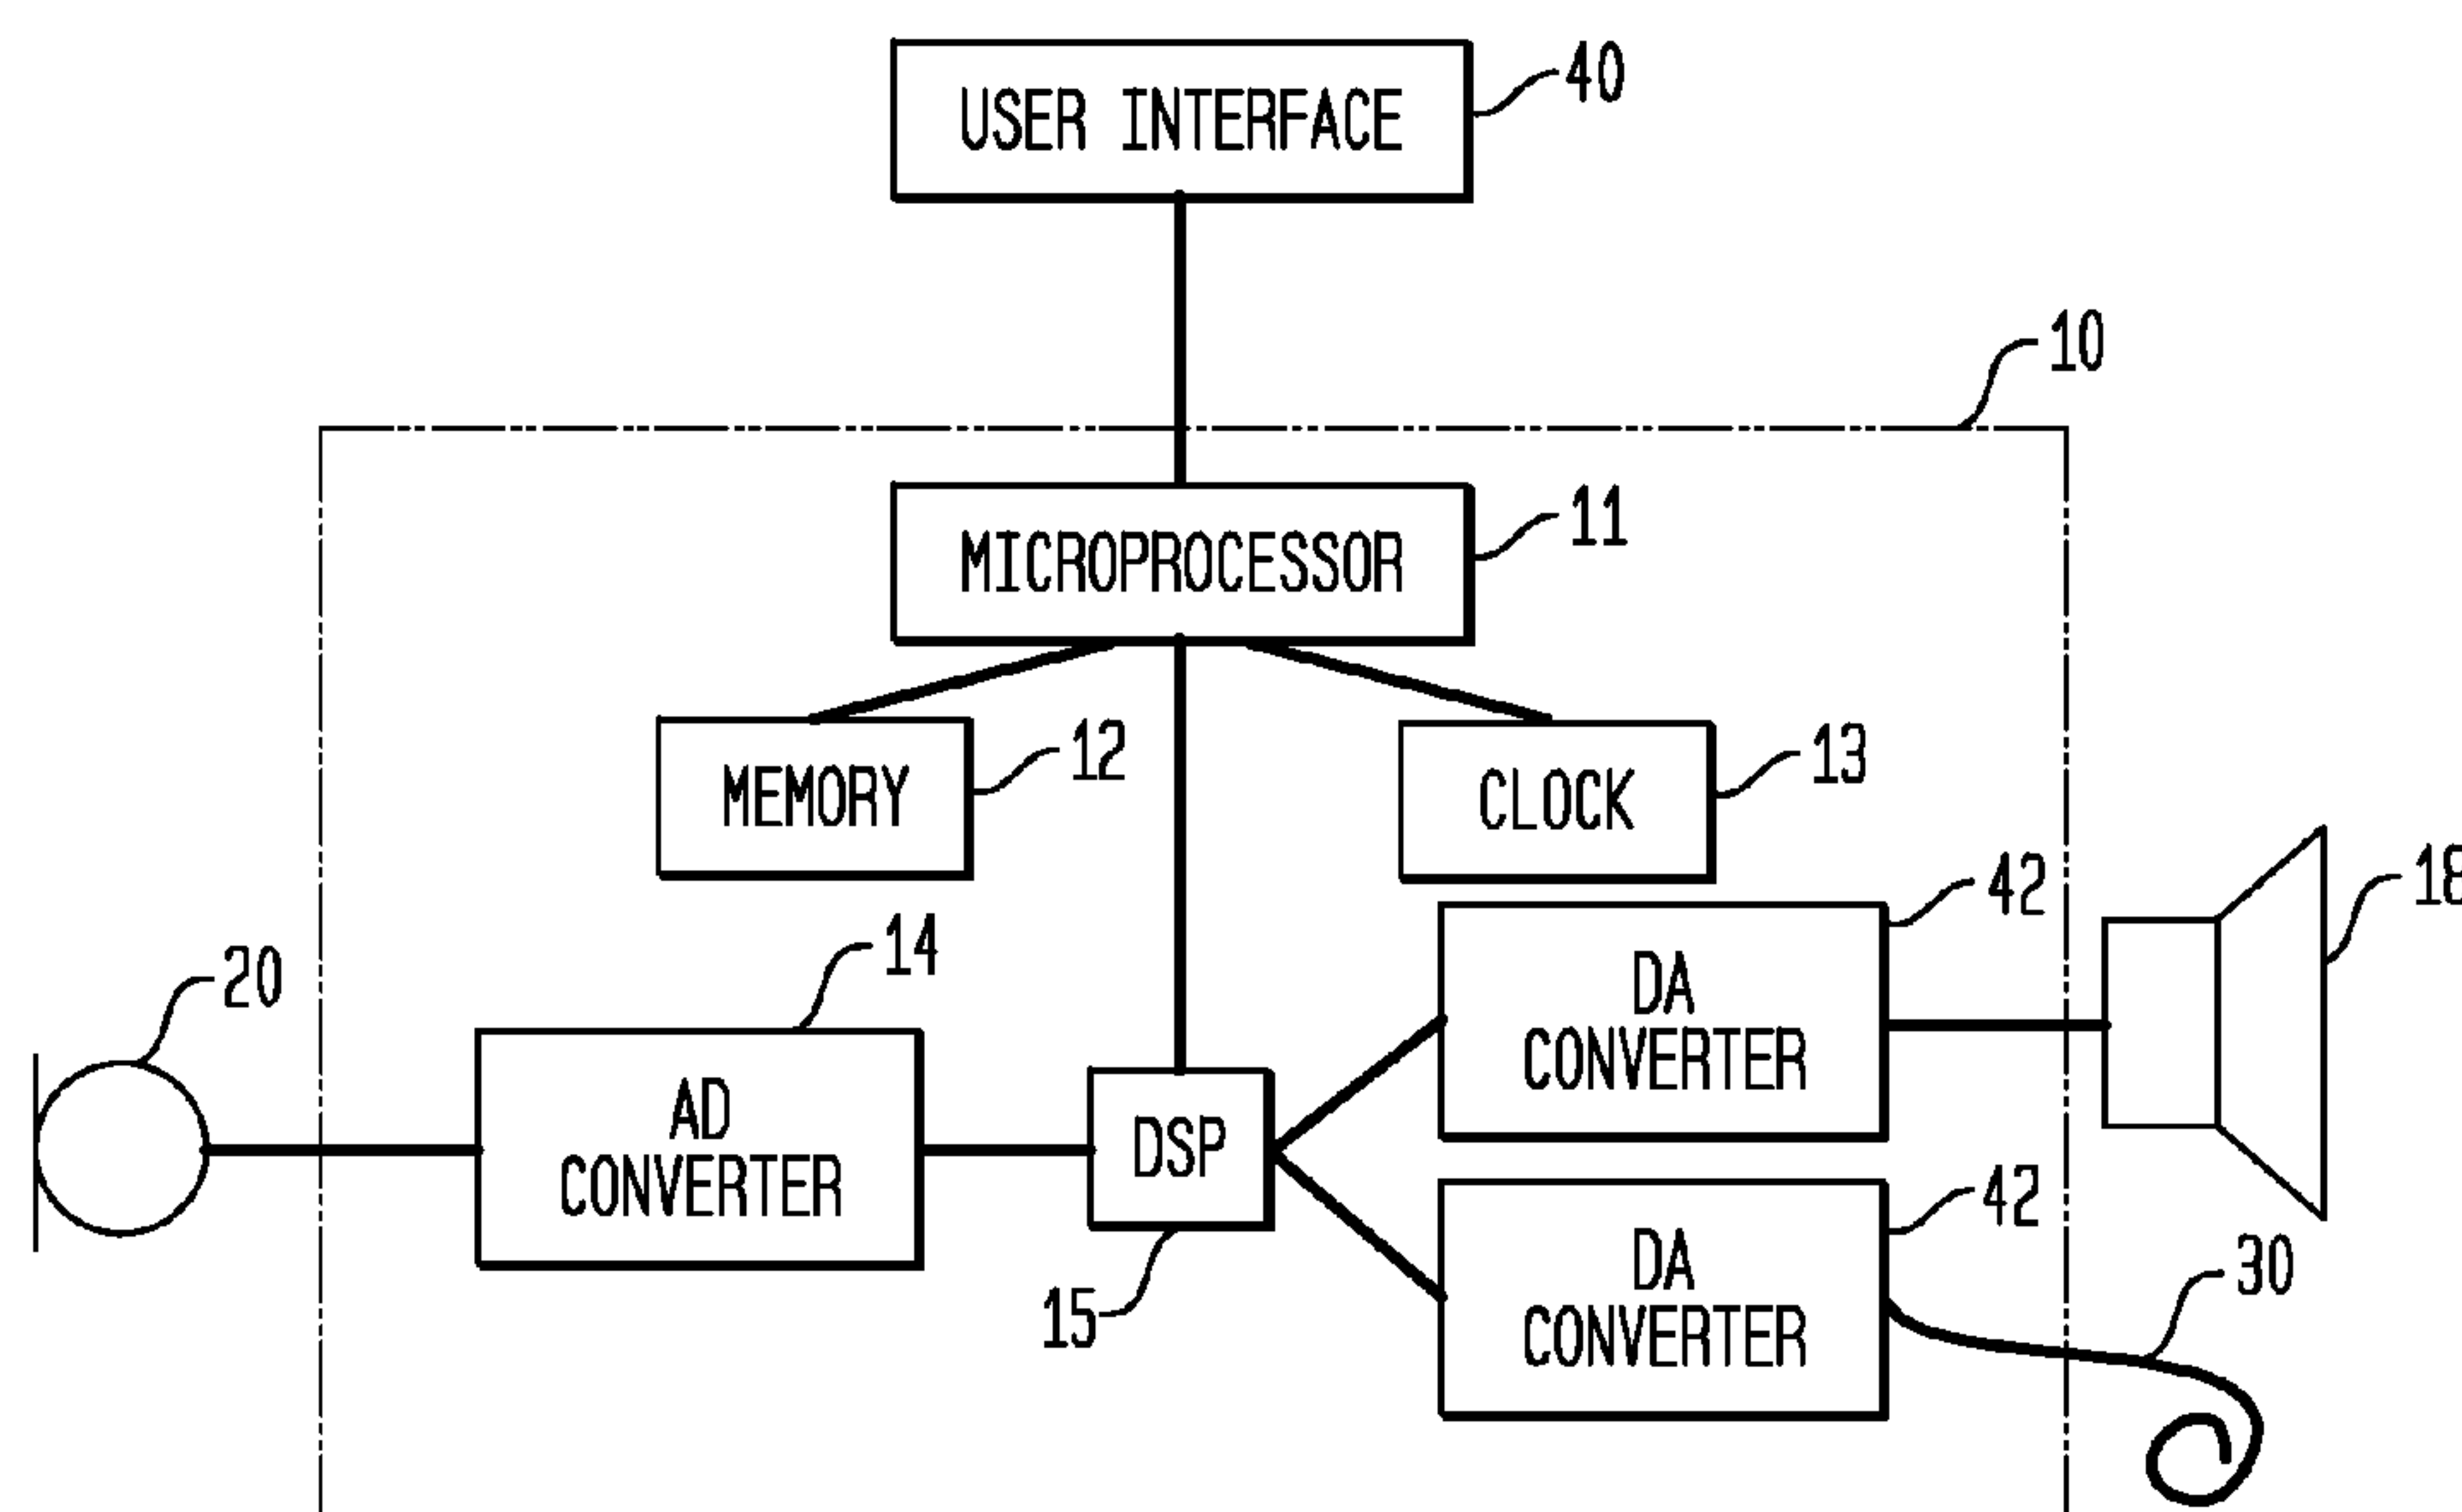 USER INTERFACE
40
10
MICROPROCESSOR
11
MEMORY
12
CLOCK
13
42
18
14
20
DA
CONVERTER
AD
CONVERTER
DSP
42
15
DA
CONVERTER
30